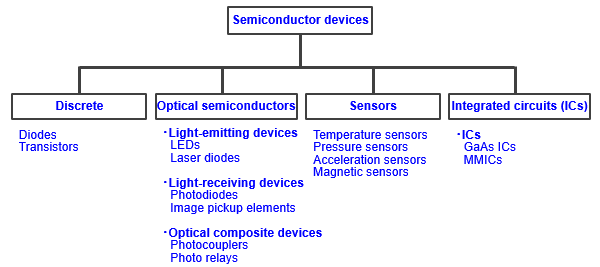 Semiconductor devices
Discrete
Diodes
Transistors
Optical semiconductors
・Light-emitting devices
LEDs
Laser diodes
・Light-receiving devices
Photodiodes
Image pickup elements
・Optical composite devices
Photocouplers
Photo relays
Sensors
Temperature sensors
Pressure sensors
Acceleration sensors
Magnetic sensors
Integrated circuits (ICs)
・ICs
GaAs ICs
MMICs